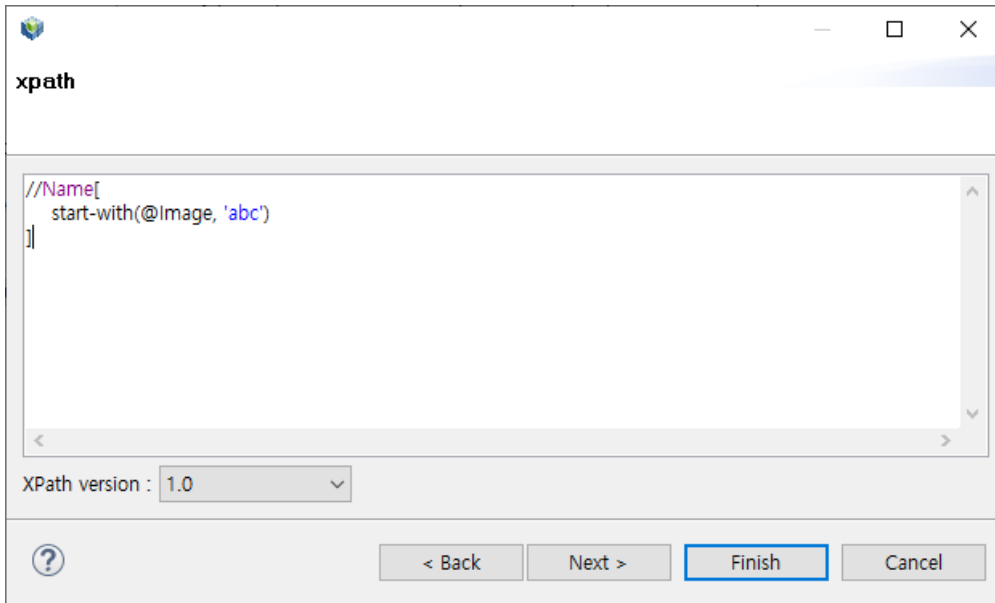 xpath
//Name[
start-with(@Image, 'abc')
]
XPath version : 1.0
< Back
Next >
Finish
Cancel